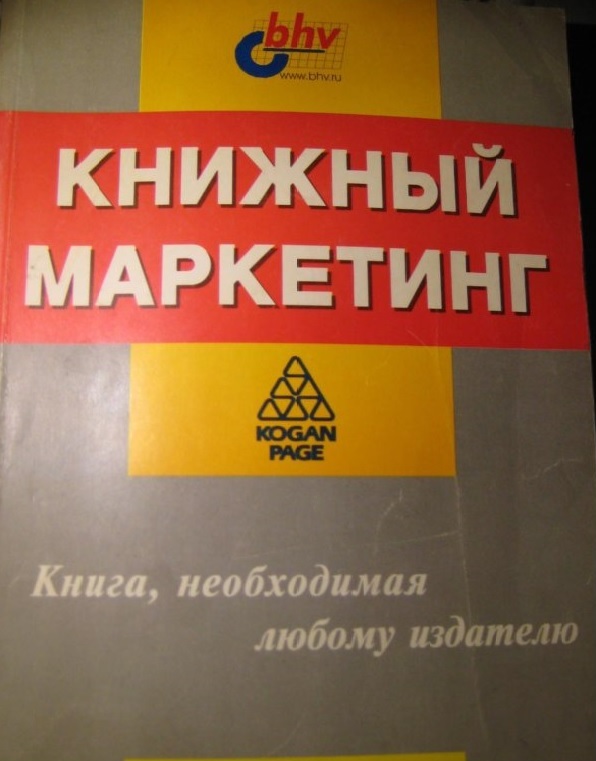 bhv
www.bhv.ru
КНИЖНЫЙ
МАРКЕТИНГ
KOGAN
PAGE
Книга, необходимая
любому издателю